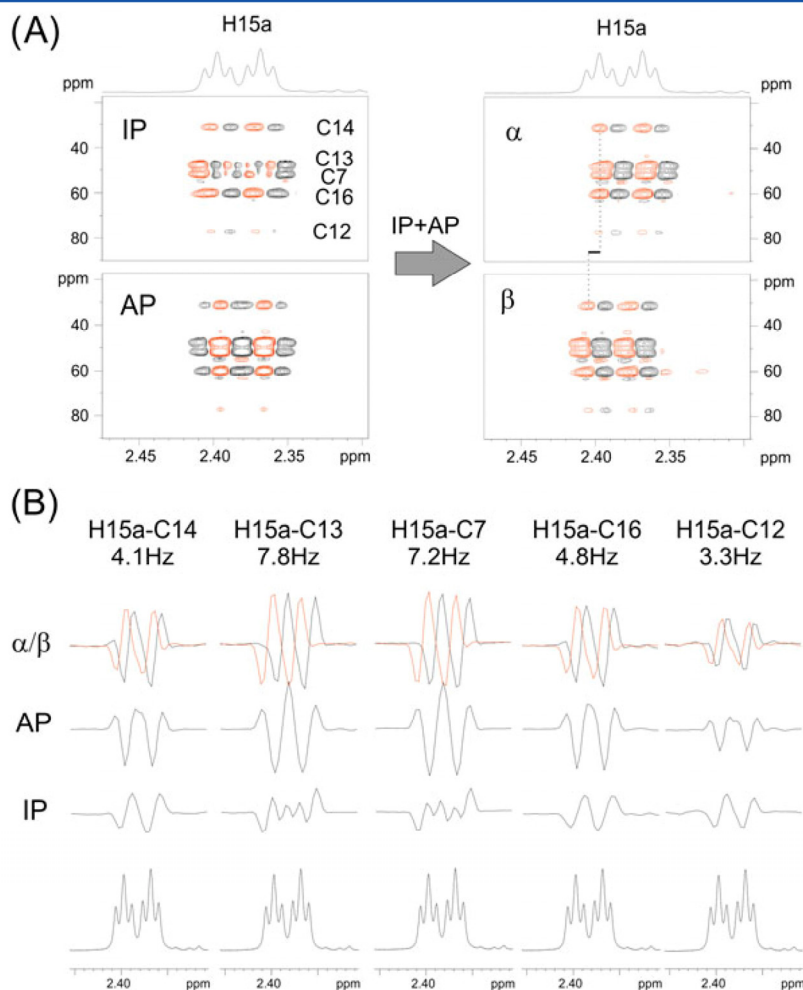 (A)
H15a
H15a
ppm
ppm
IP
C14
α
40
C13
40
C7
60
C16
60
C12
IP+AP
80
80
ppm
ppm
AP
β
40
40
60
60
80
80
2.45 2.40 2.35 ppm
2.45 2.40 2.35 ppm
(B)
H15a-C14 H15a-C13 H15a-C7 H15a-C16 H15a-C12
4.1Hz 7.8Hz 7.2Hz 4.8Hz 3.3Hz
α/β
AP
IP
2.40 ppm 2.40 ppm 2.40 ppm 2.40 ppm 2.40 ppm